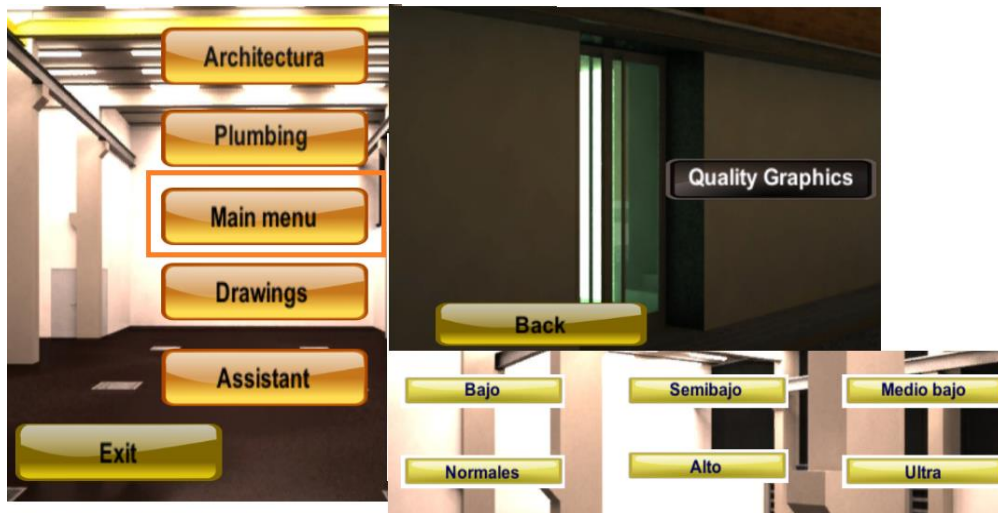 Architectura
Plumbing
Main menu
Drawings
Assistant
Exit
Quality Graphics
Back
Bajo
Semibajo
Medio bajo
Normales
Alto
Ultra